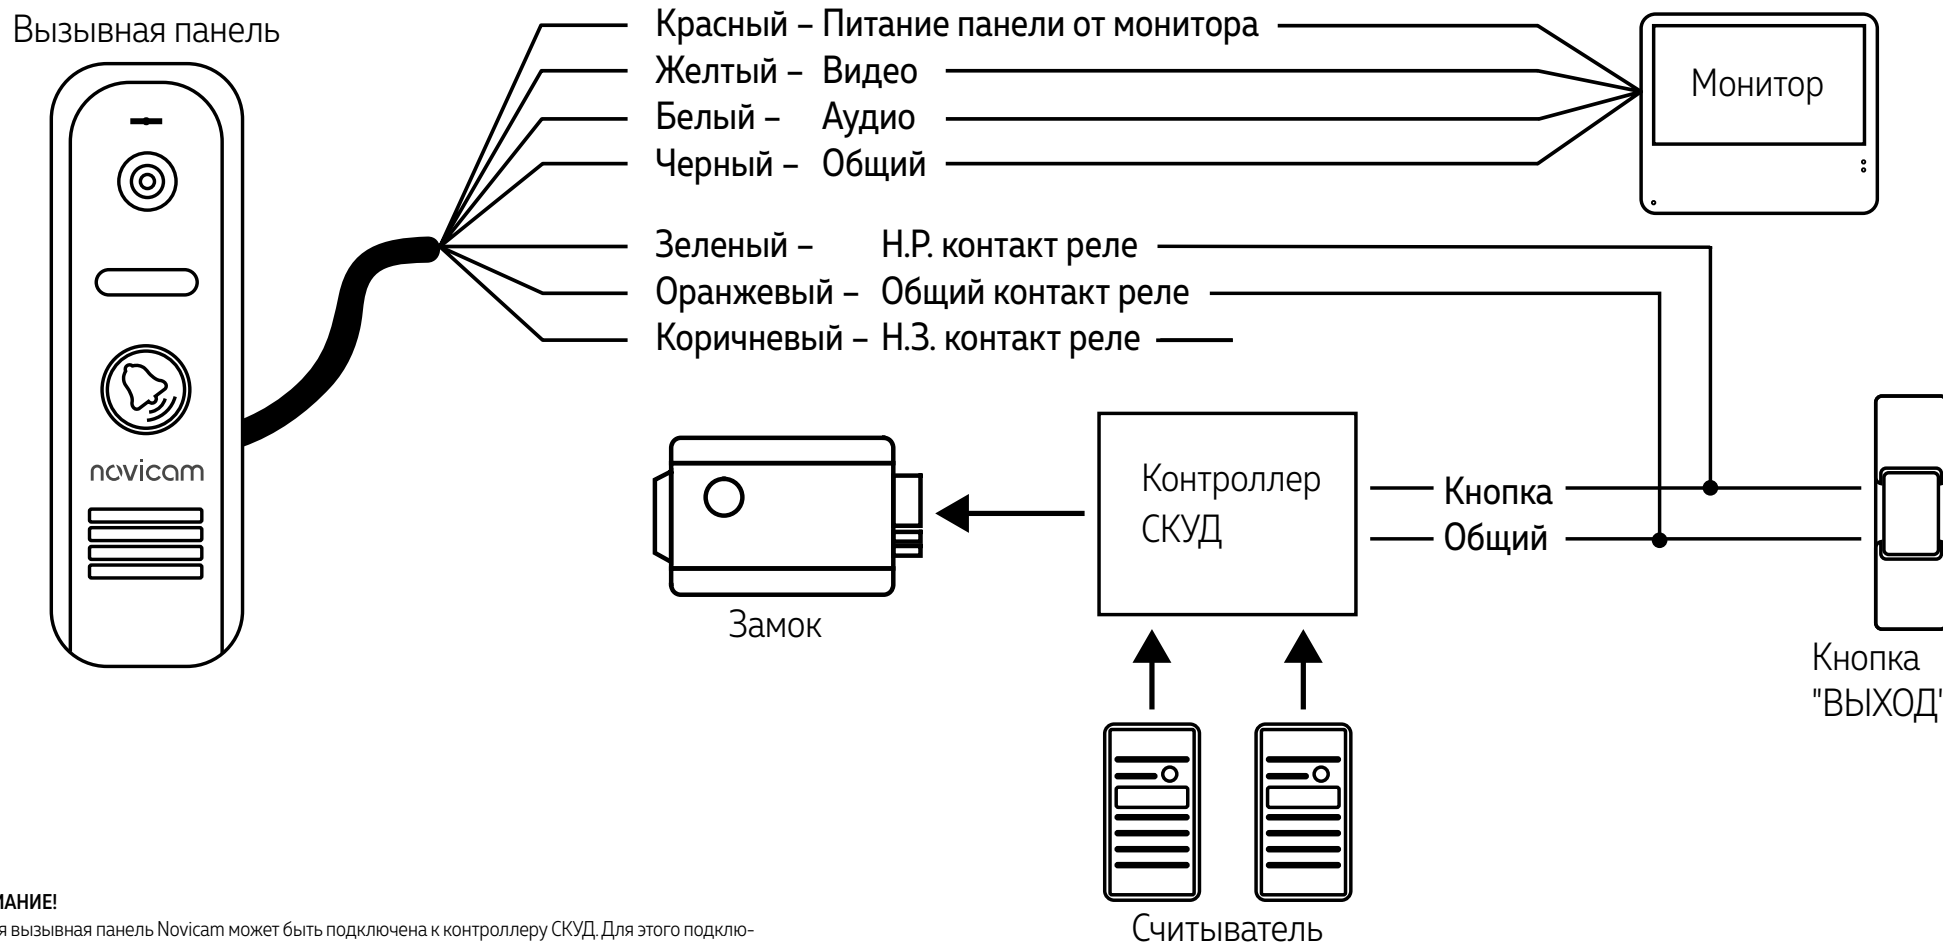 Вызывная панель
Красный – Питание панели от монитора
Желтый – Видео
Белый – Аудио
Черный – Общий
Монитор
Зеленый – Н.Р. контакт реле
Оранжевый – Общий контакт реле
Коричневый – Н.З. контакт реле
novicam
Замок
Контроллер
СКУД
Кнопка
Общий
Кнопка
"ВЫХОД"
Считыватель
МАНИЕ!
я вызывная панель Novicam может быть подключена к контроллеру СКУД. Для этого подклю-